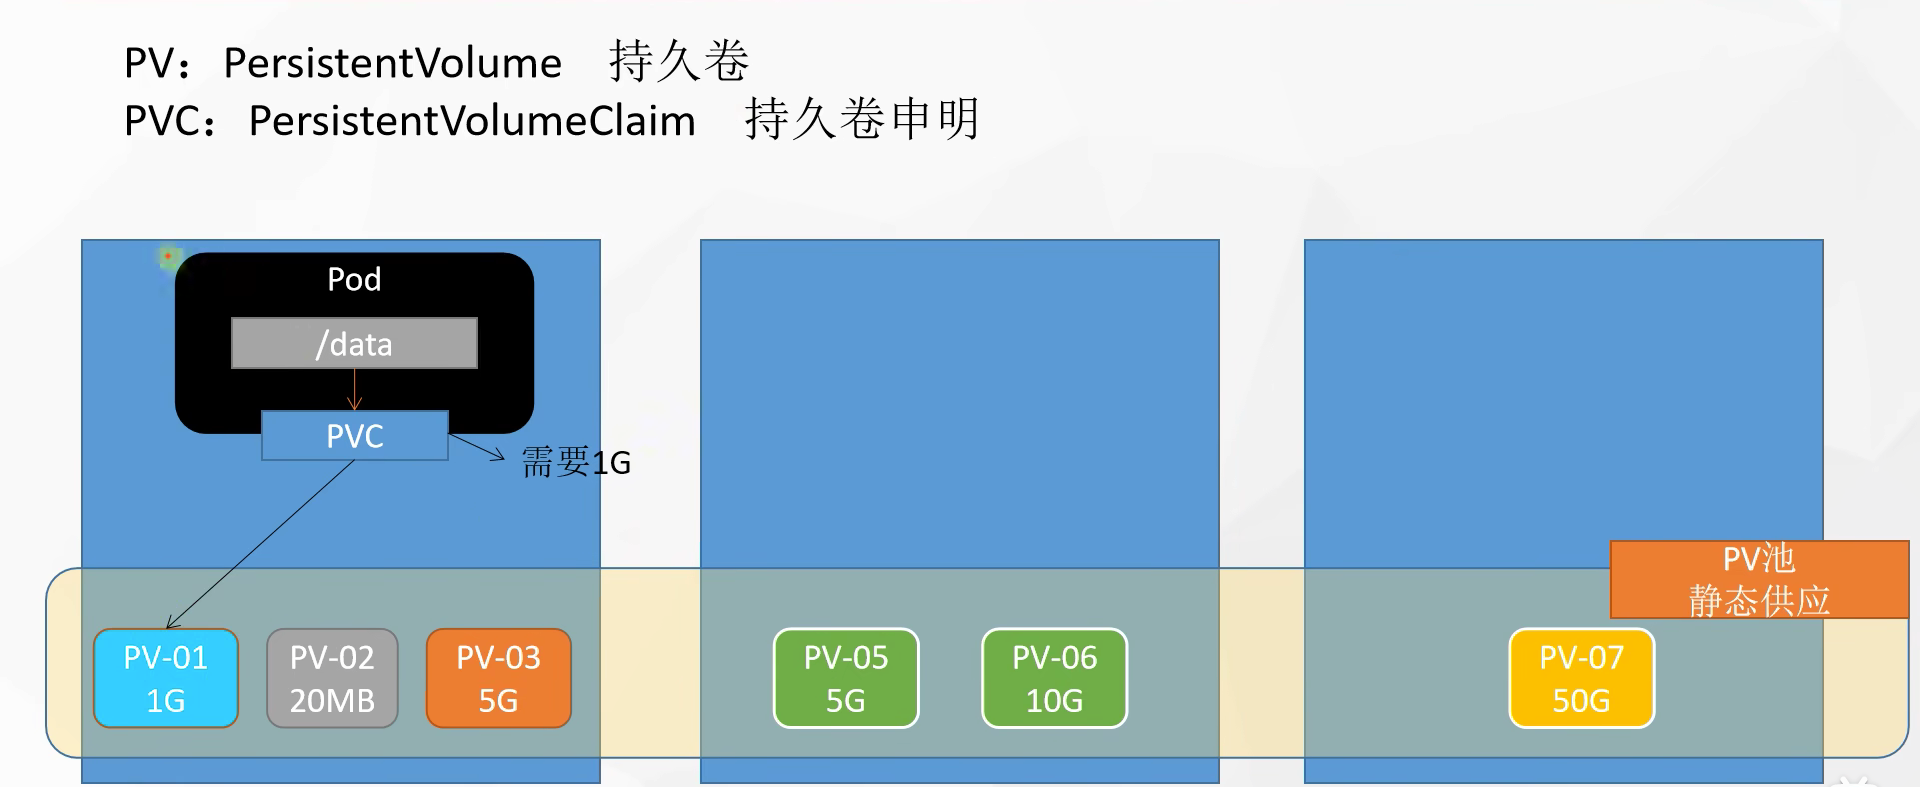 PV：PersistentVolume 持久卷
PVC：PersistentVolumeClaim 持久卷申明
Pod
/data
PVC
需要1G
PV池
静态供应
PV-01
1G
PV-02
20MB
PV-03
5G
PV-05
5G
PV-06
10G
PV-07
50G